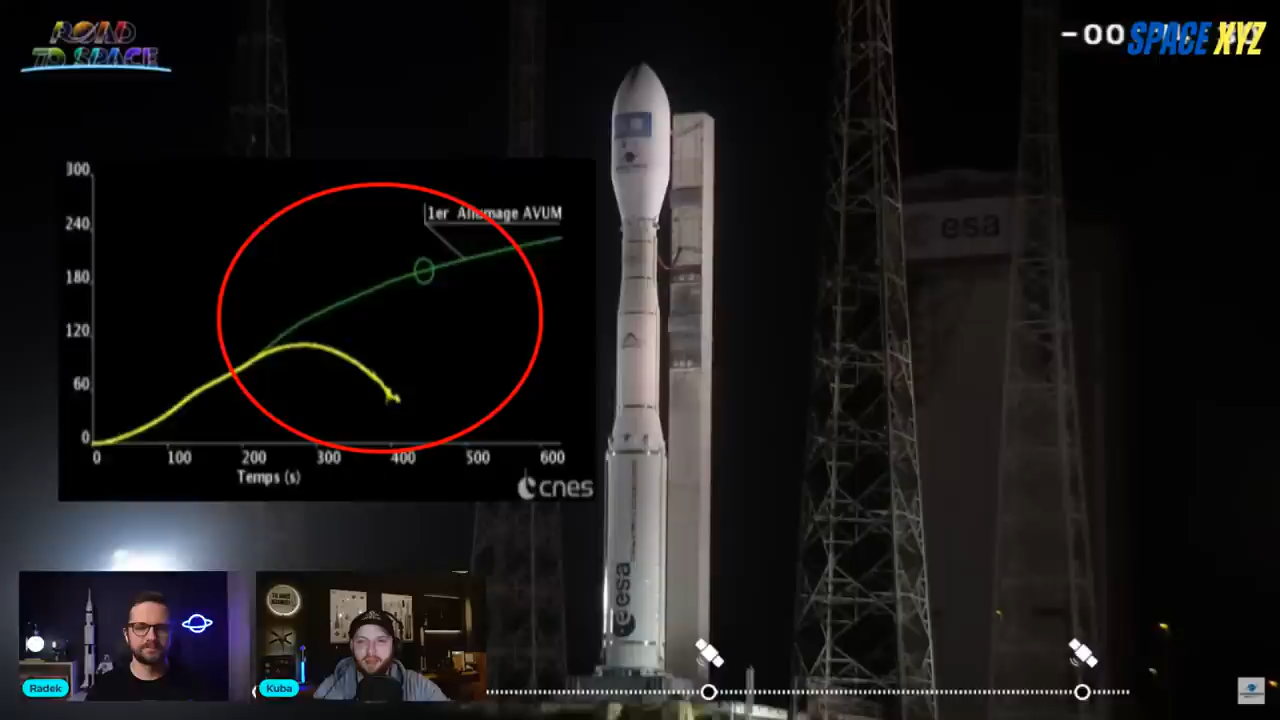 ROAD
TO SPACE
-00
SPACE XYZ
300
240
180
120
60
0
1er Allumage AVUM
0 100 200 300 400 500 600
Temps (s)
cnes
esa
esa
Radek
Kuba